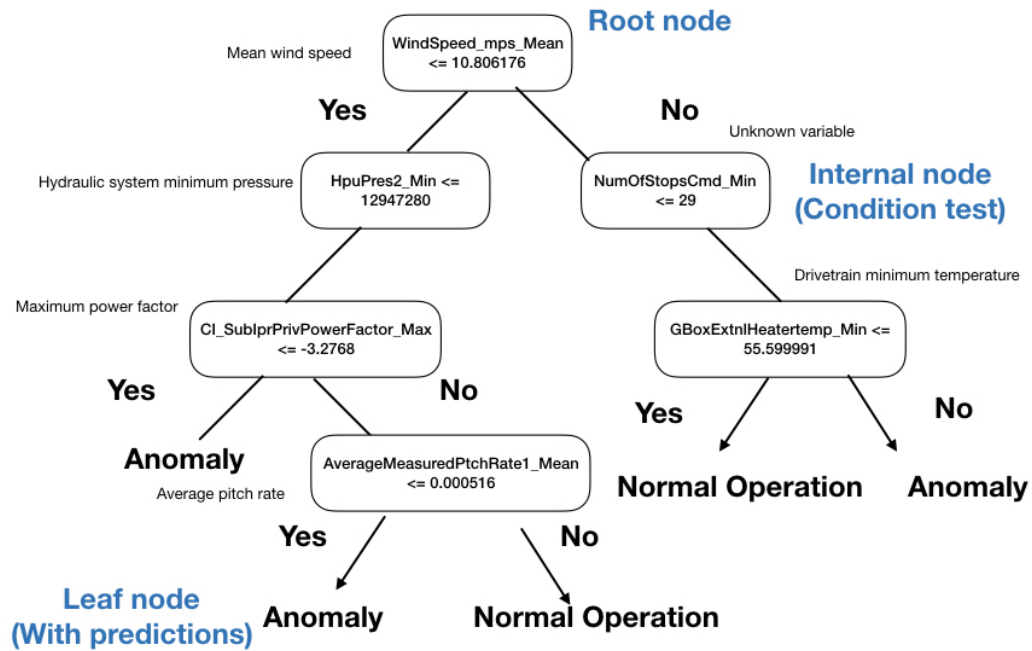 Root node
WindSpeed_mps_Mean
<= 10.806176
Mean wind speed
Yes
No
Unknown variable
Hydraulic system minimum pressure
HpuPres2_Min <=
12947280
NumOfStopsCmd_Min
<= 29
Internal node
(Condition test)
Drivetrain minimum temperature
Maximum power factor
CI_SubIprPrivPowerFactor_Max
<= -3.2768
GBoxExtnlHeatertemp_Min <=
55.599991
Yes
No
Yes
No
Anomaly
AverageMeasuredPtchRate1_Mean
<= 0.000516
Average pitch rate
Normal Operation
Anomaly
Yes
No
Leaf node
(With predictions)
Anomaly
Normal Operation